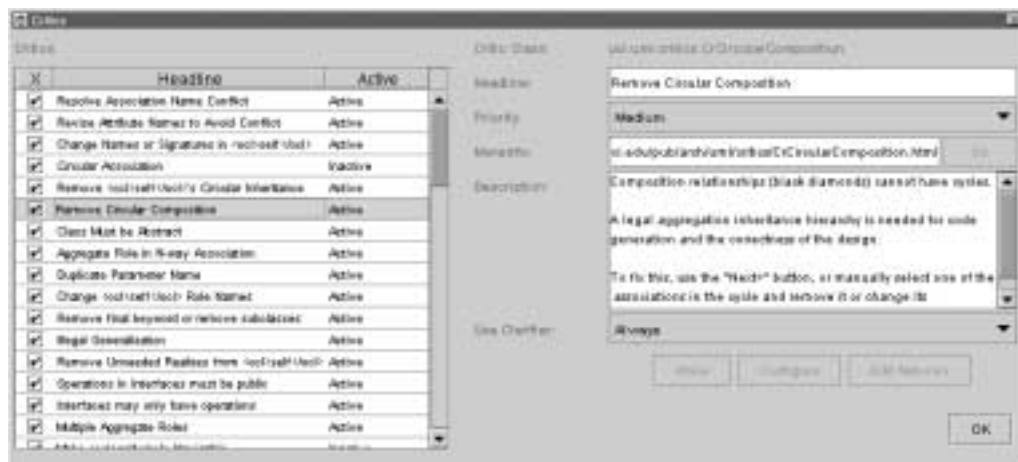 Critics
Critics
X Headline Active
Resolve Association Name Conflict Active
Revise Attribute Names to Avoid Conflict Active
Change Names or Signatures in <ocl>self</ocl> Active
Circular Association Inactive
Remove <ocl>self</ocl>'s Circular Inheritance Active
Remove Circular Composition Active
Class Must be Abstract Active
Aggregate Role in N-way Association Active
Duplicate Parameter Name Active
Change <ocl>self</ocl> Role Names Active
Remove final keyword or remove subclasses Active
Illegal Generalization Active
Remove Unneeded Realizes from <ocl>self</ocl> Active
Operations in Interfaces must be public Active
Interfaces may only have operations Active
Multiple Aggregate Roles Active
Critic Class:
Headline: Remove Circular Composition
Priority: Medium
MoreInfo:
Description: Composition relationships (black diamonds) cannot have cycles.
A legal aggregation inheritance hierarchy is needed for code
generation and the correctness of the design.
To fix this, use the "Next>" button, or manually select one of the
associations in the cycle and remove it or change its
Use Clarifier: Always
Wake Configure Edit Network
OK